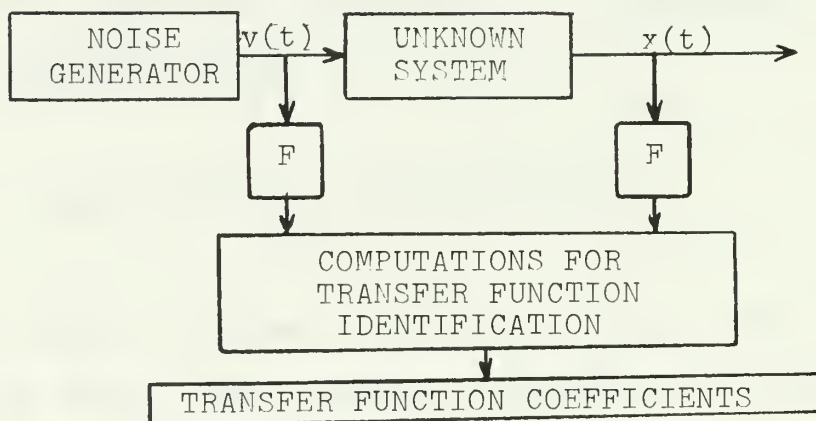 NOISE
GENERATOR
v(t)
UNKNOWN
SYSTEM
x(t)
F
F
COMPUTATIONS FOR
TRANSFER FUNCTION
IDENTIFICATION
TRANSFER FUNCTION COEFFICIENTS